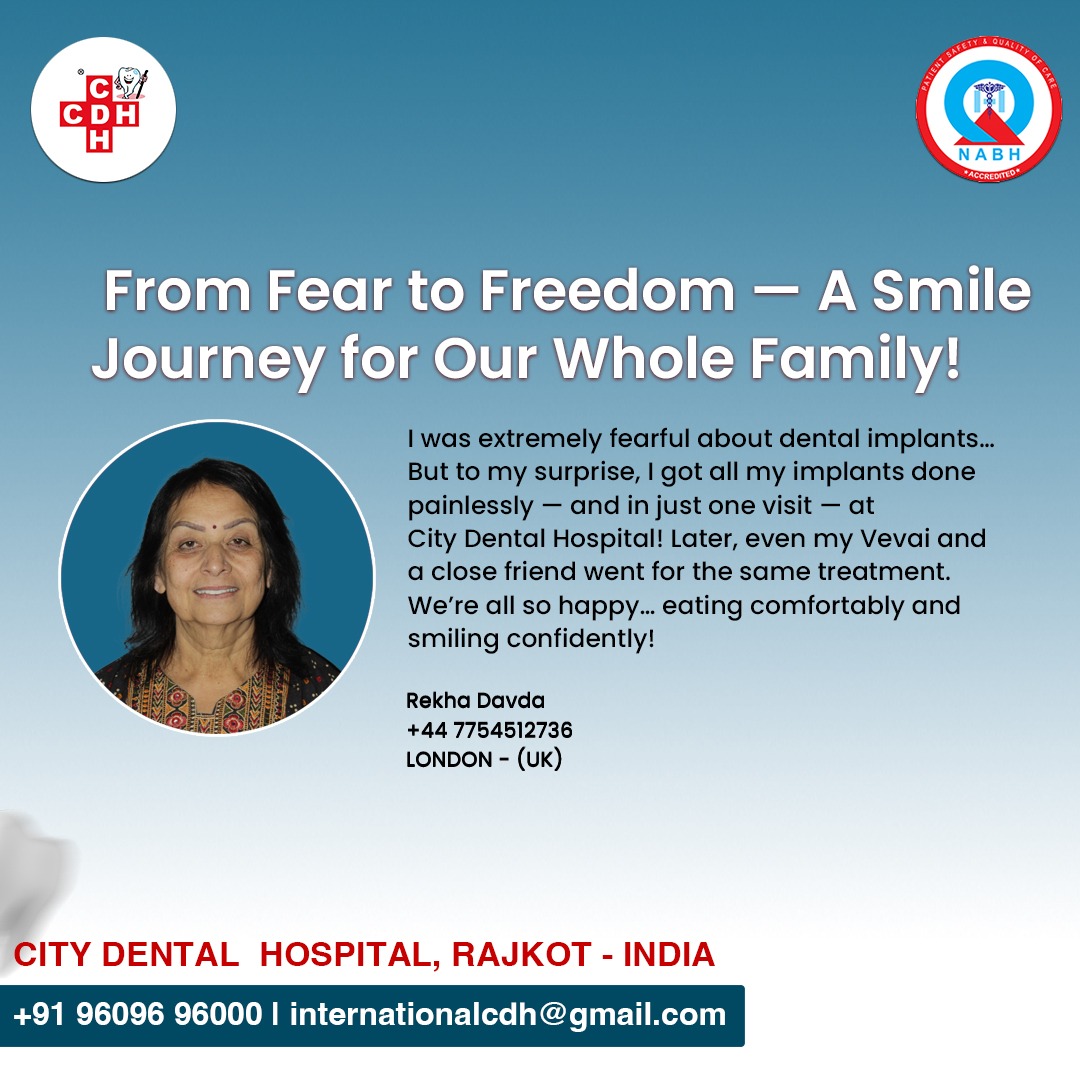 ®
C
CDH
H
PATIENT SAFETY & QUALITY OF CARE
NABH
ACCREDITED
From Fear to Freedom — A Smile
Journey for Our Whole Family!
I was extremely fearful about dental implants...
But to my surprise, I got all my implants done
painlessly — and in just one visit — at
City Dental Hospital! Later, even my Vevai and
a close friend went for the same treatment.
We’re all so happy... eating comfortably and
smiling confidently!
Rekha Davda
+44 7754512736
LONDON - (UK)
CITY DENTAL  HOSPITAL, RAJKOT - INDIA
+91 96096 96000 | internationalcdh@gmail.com